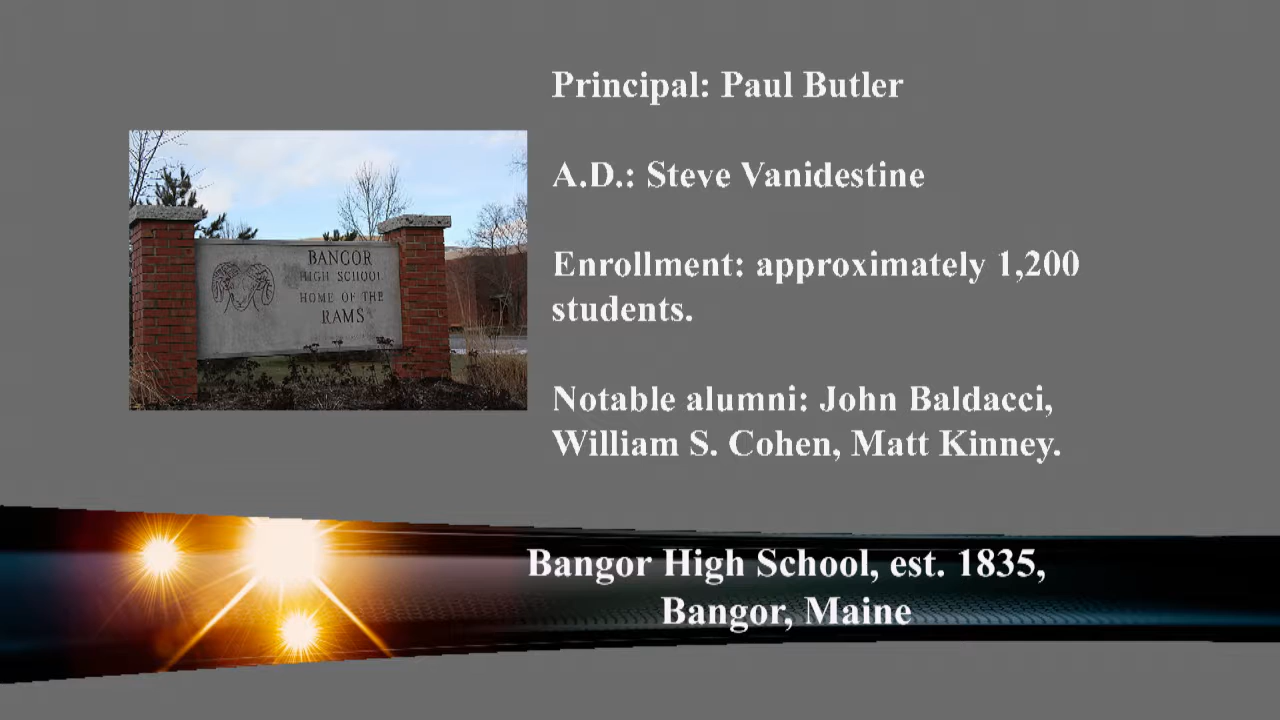 Principal: Paul Butler
A.D.: Steve Vanidestine
Enrollment: approximately 1,200
students.
Notable alumni: John Baldacci,
William S. Cohen, Matt Kinney.
BANGOR
HIGH SCHOOL
HOME OF THE
RAMS
Bangor High School, est. 1835,
Bangor, Maine